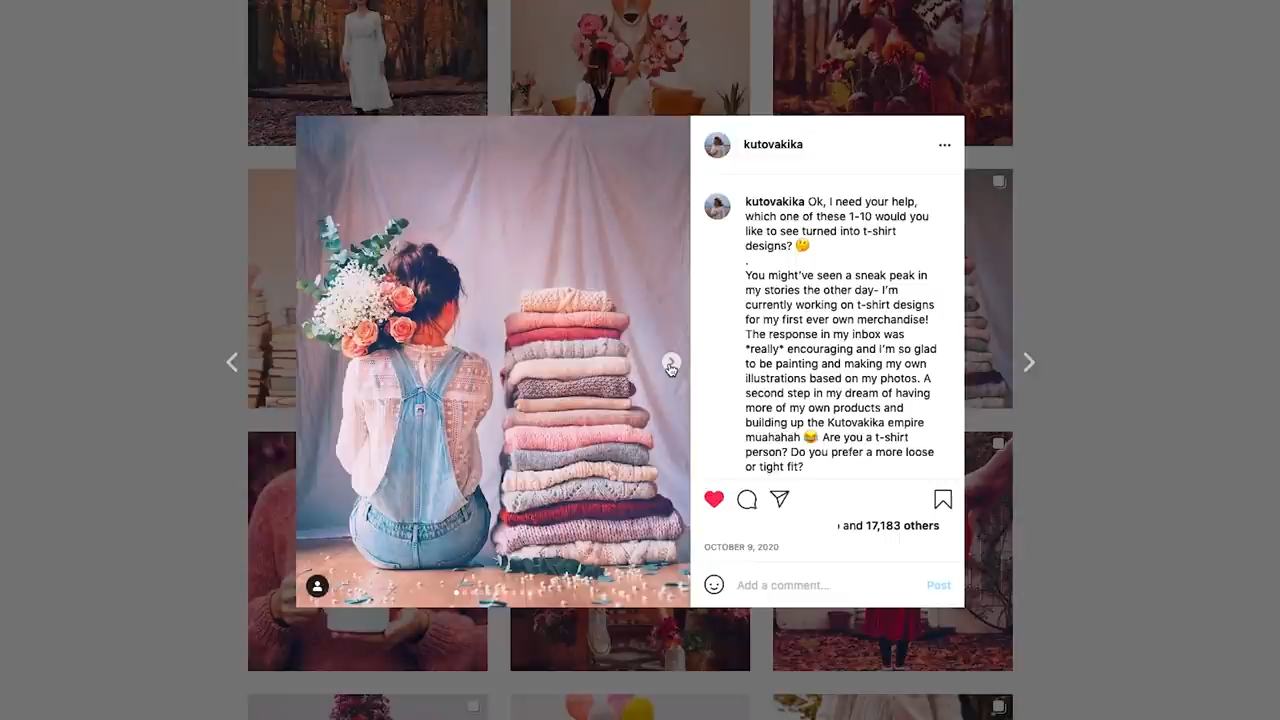 kutovakika
kutovakika Ok, I need your help,
which one of these 1-10 would you
like to see turned into t-shirt
designs? 🤔
.
You might've seen a sneak peak in
my stories the other day- I'm
currently working on t-shirt designs
for my first ever own merchandise!
The response in my inbox was
*really* encouraging and I'm so glad
to be painting and making my own
illustrations based on my photos. A
second step in my dream of having
more of my own products and
building up the Kutovakika empire
muahahah 😂 Are you a t-shirt
person? Do you prefer a more loose
or tight fit?
and 17,183 others
OCTOBER 9, 2020
Add a comment...
Post